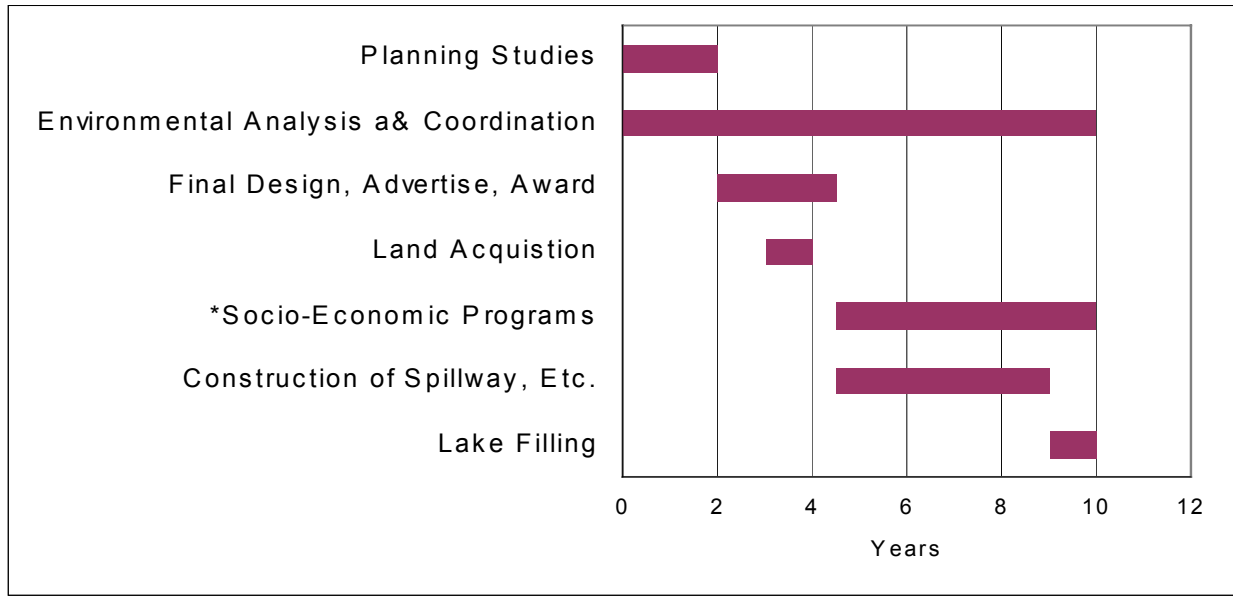 Planning Studies
Environmental Analysis a& Coordination
Final Design, Advertise, Award
Land Acquistion
*Socio-Economic Programs
Construction of Spillway, Etc.
Lake Filling
0 2 4 6 8 10 12
Years